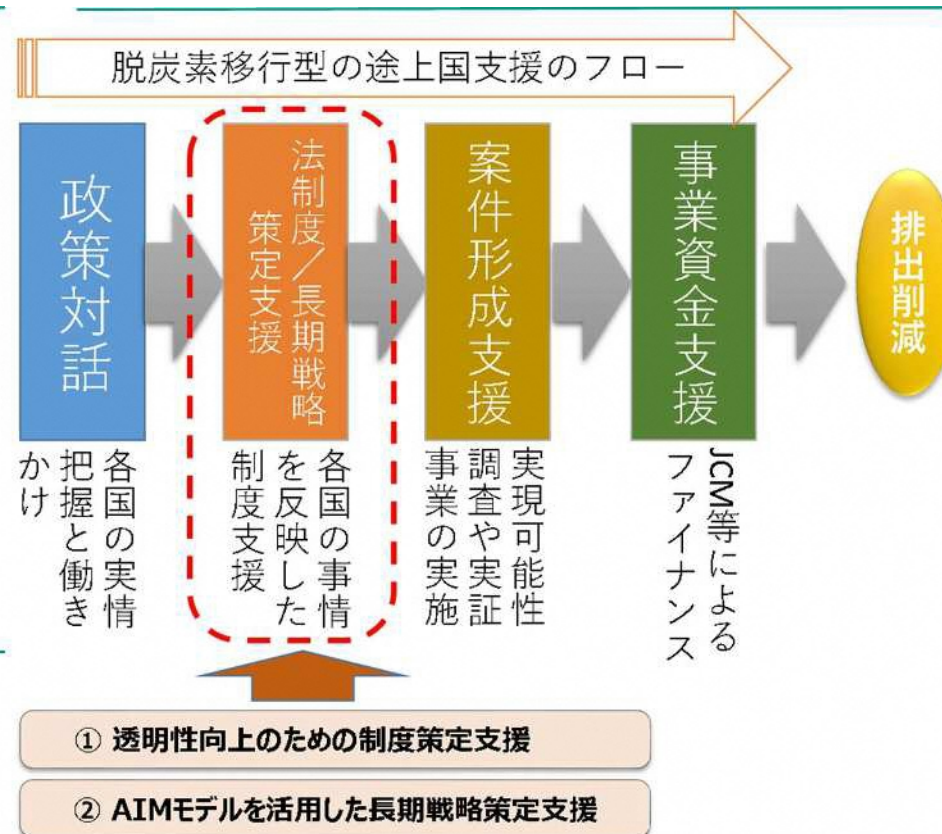 脱炭素移行型の途上国支援のフロー
政策対話
各国の実情
把握と働き
かけ
法制度／長期戦略
策定支援
各国の事情
を反映した
制度支援
案件形成支援
実現可能性
調査や実証
事業の実施
事業資金支援
JCM等による
ファイナンス
排出削減
① 透明性向上のための制度策定支援
② AIMモデルを活用した長期戦略策定支援